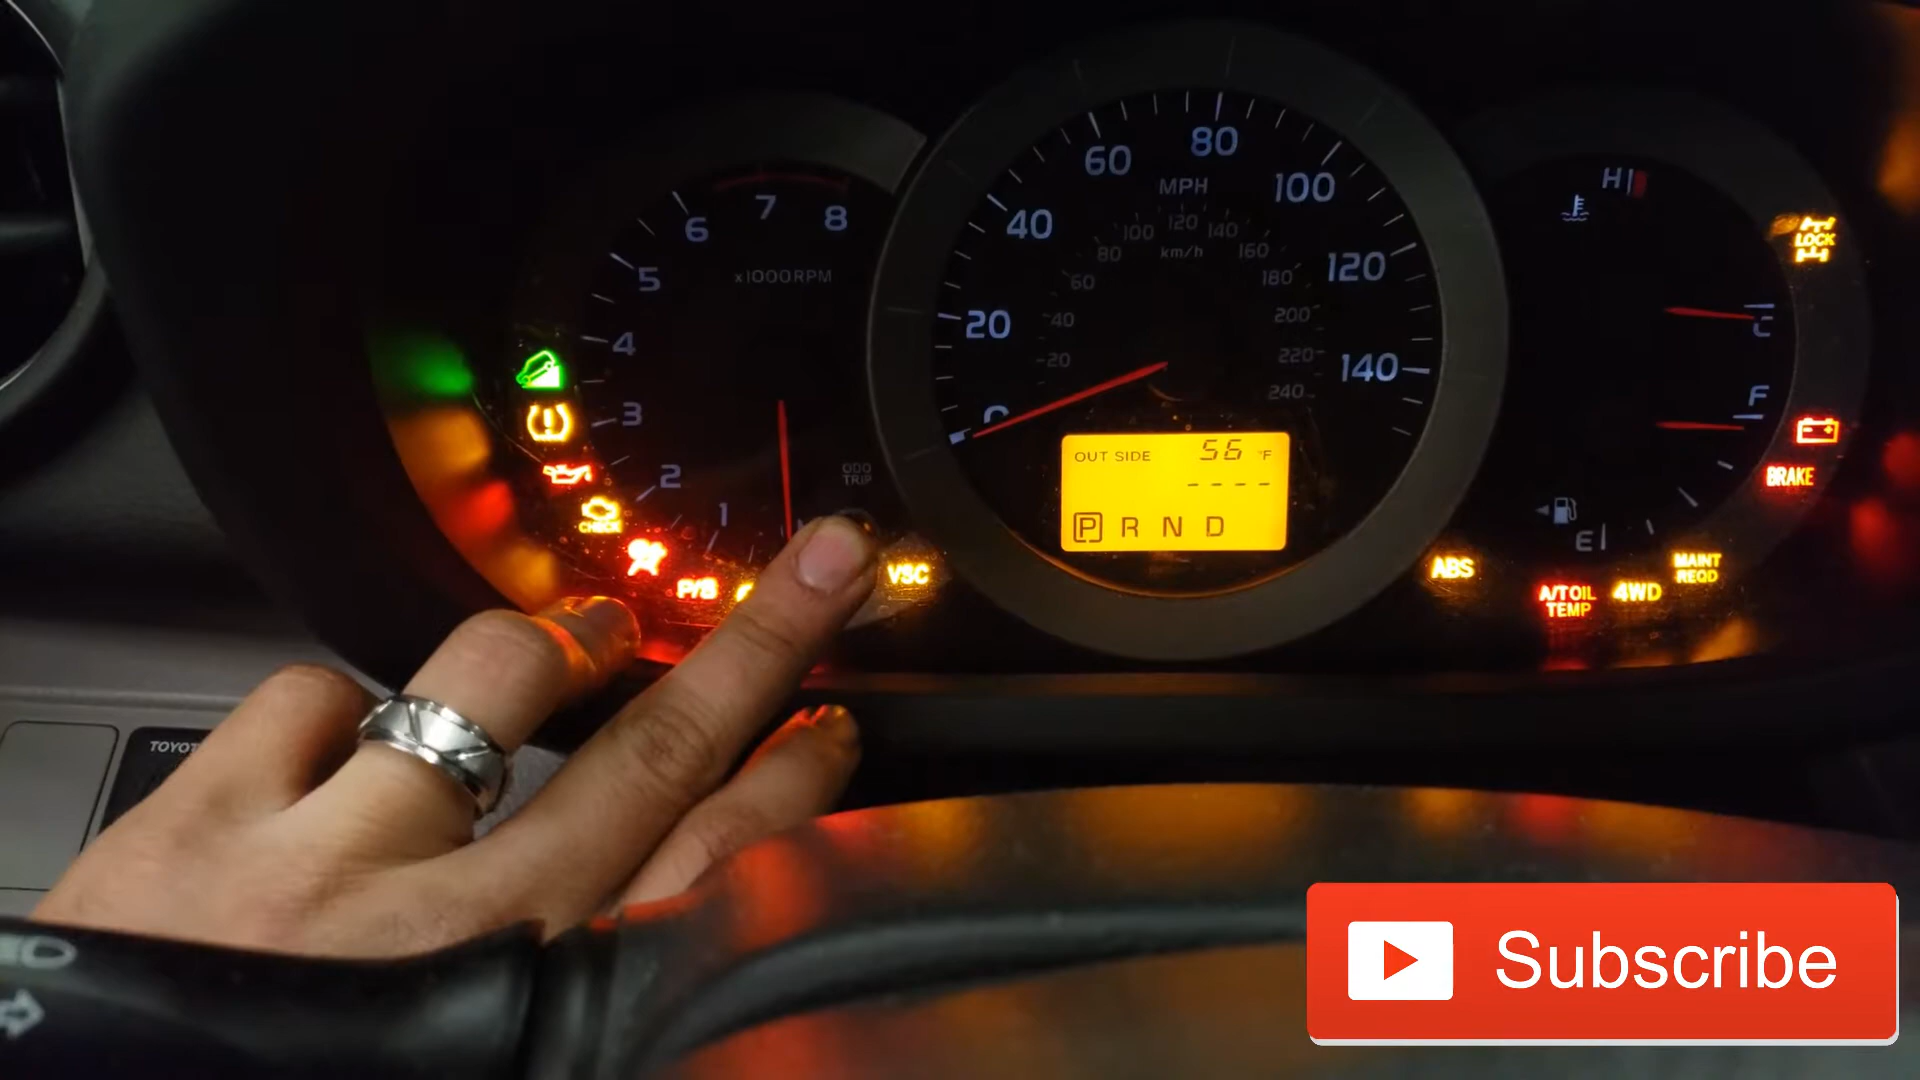 6 7 8
5
x1000RPM
4
3
2
1
ODO
TRIP
CHECK
P/S
VSC
60 80 100
MPH
40 120
20 140
0
20 40 60 80 100 120 140 160 180 200 220 240
km/h
OUT SIDE 56 °F
----
P R N D
H
C
F
E
LOCK
BRAKE
ABS
A/T OIL
TEMP
4WD
MAINT
REQD
TOYOT
Subscribe